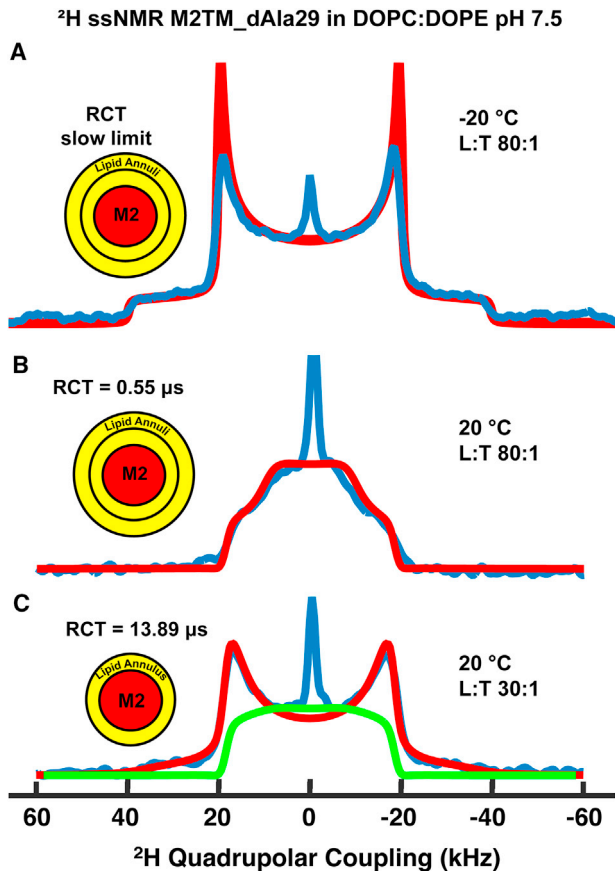 ²H ssNMR M2TM_dAla29 in DOPC:DOPE pH 7.5
A
RCT
slow limit
Lipid Annuli
M2
-20 °C
L:T 80:1
B
RCT = 0.55 µs
Lipid Annuli
M2
20 °C
L:T 80:1
C
RCT = 13.89 µs
Lipid Annulus
M2
20 °C
L:T 30:1
60 40 20 0 -20 -40 -60
²H Quadrupolar Coupling (kHz)